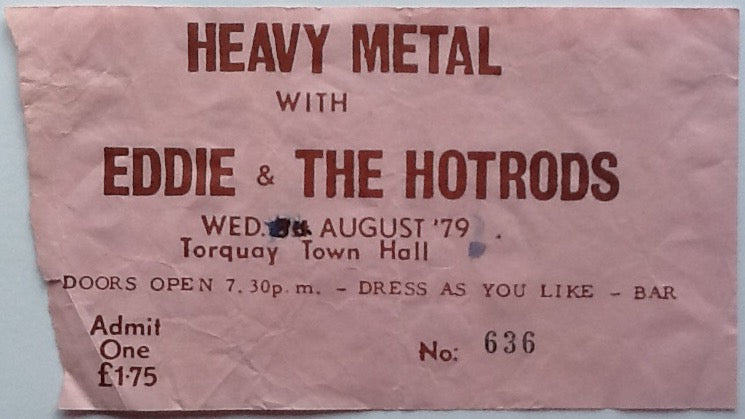 HEAVY METAL
WITH
EDDIE & THE HOTRODS
WED. AUGUST '79
Torquay Town Hall
DOORS OPEN 7.30p.m. - DRESS AS YOU LIKE - BAR
Admit
One
£1·75
No: 636